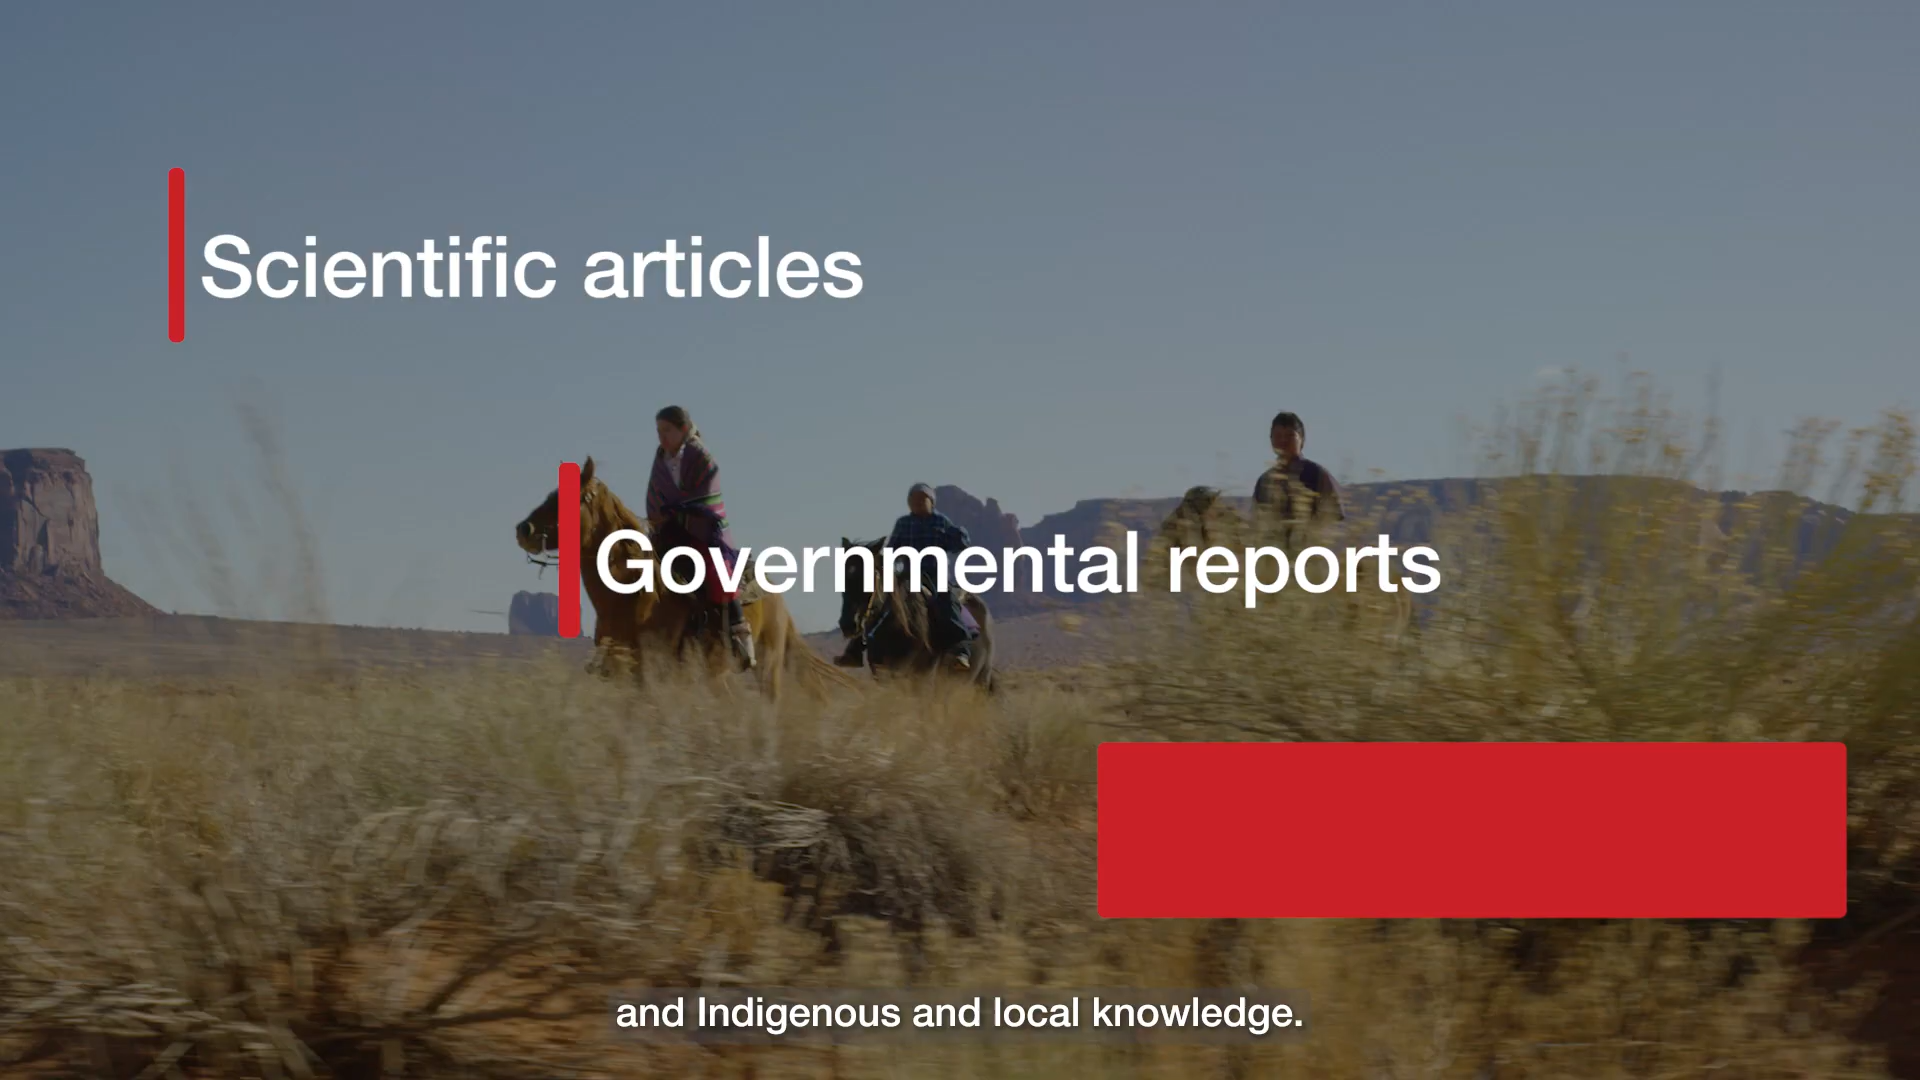 Scientific articles
Governmental reports
and Indigenous and local knowledge.